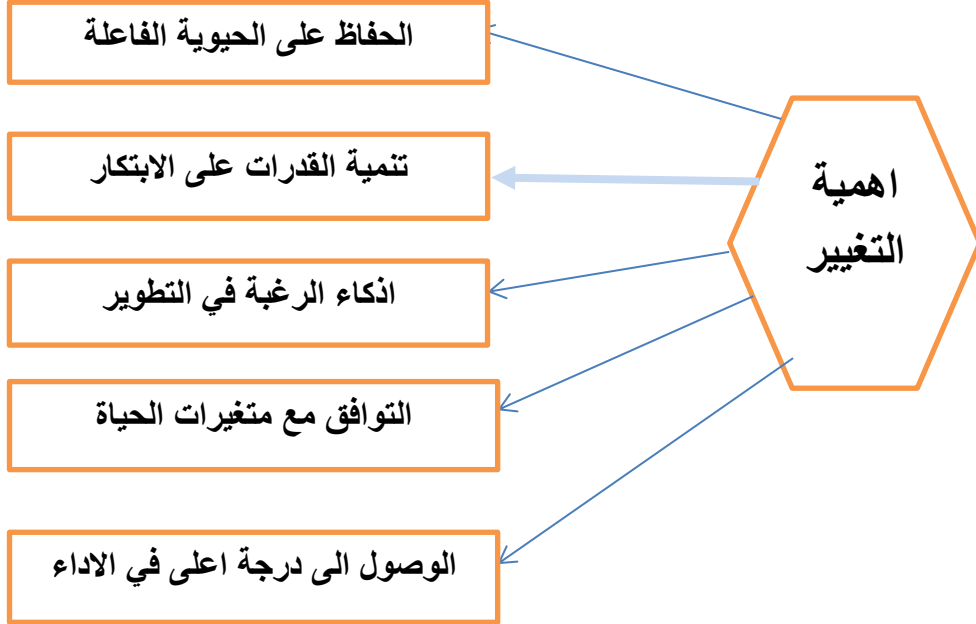 اهمية
التغيير
الحفاظ على الحيوية الفاعلة
تنمية القدرات على الابتكار
اذكاء الرغبة في التطوير
التوافق مع متغيرات الحياة
الوصول الى درجة اعلى في الاداء